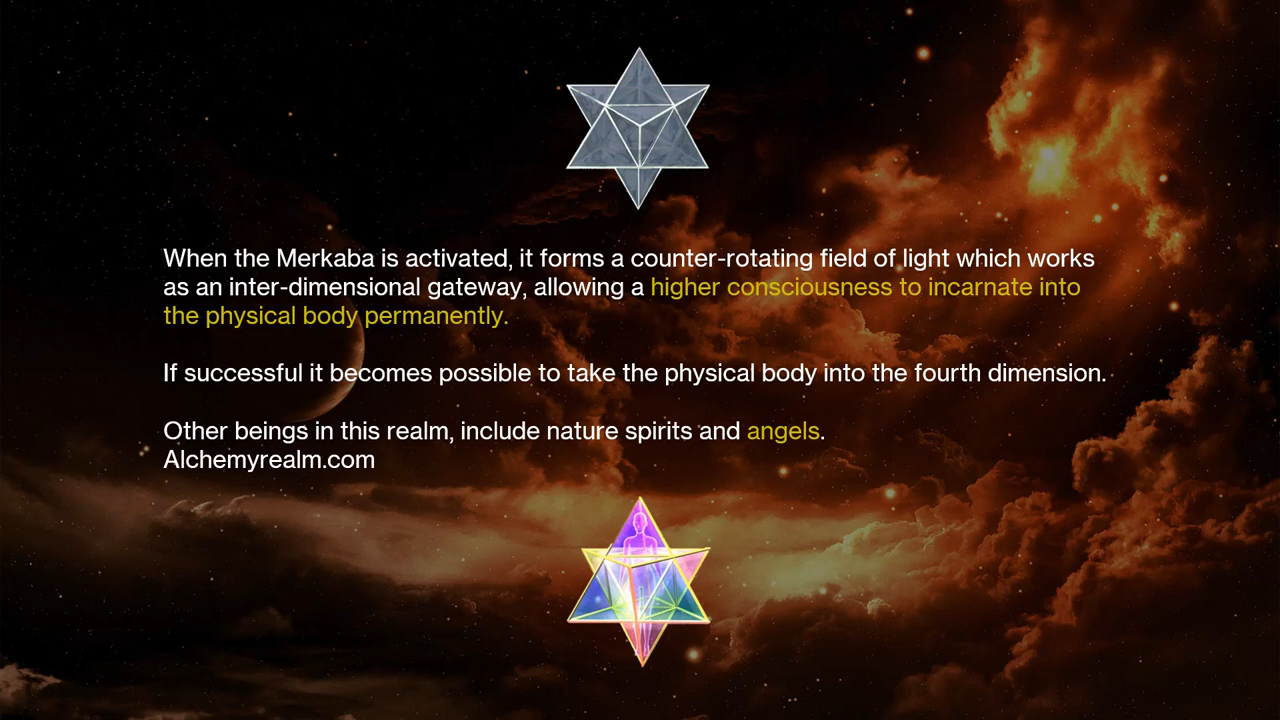 When the Merkaba is activated, it forms a counter-rotating field of light which works
as an inter-dimensional gateway, allowing a higher consciousness to incarnate into
the physical body permanently.
If successful it becomes possible to take the physical body into the fourth dimension.
Other beings in this realm, include nature spirits and angels.
Alchemyrealm.com